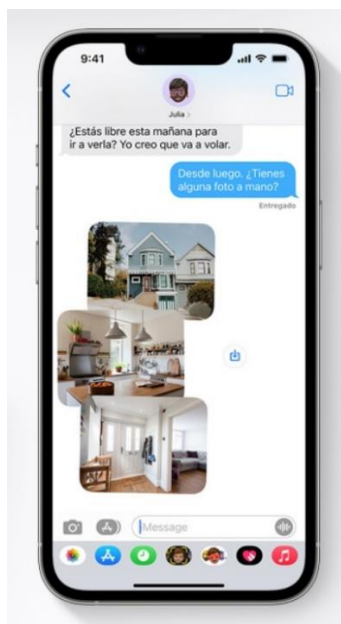 9:41
Julia
¿Estás libre esta mañana para
ir a verla? Yo creo que va a volar.
Desde luego. ¿Tienes
alguna foto a mano?
Entregado
Message